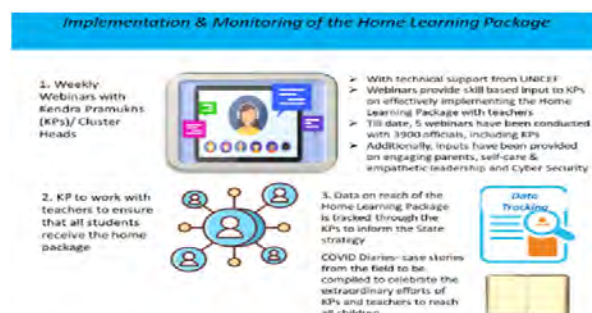 Implementation & Monitoring of the Home Learning Package
1. Weekly
Webinars with
Kendra Pramukhs
(KPs)/ Cluster
Heads
➤ With technical support from UNICEF
➤ Webinars provide skill based input to KPs
on effectively implementing the Home
Learning Package with teachers
➤ Till date, 5 webinars have been conducted
with 3900 officials, including KPs
➤ Additionally, inputs have been provided
on engaging parents, self-care &
empathetic leadership and Cyber Security
2. KP to work with
teachers to ensure
that all students
receive the home
package
3. Data on reach of the
Home Learning Package
is tracked through the
KPs to inform the State
strategy
Data
Tracking
COVID Diaries- case stories
from the field to be
compiled to celebrate the
extraordinary efforts of
KPs and teachers to reach
all children